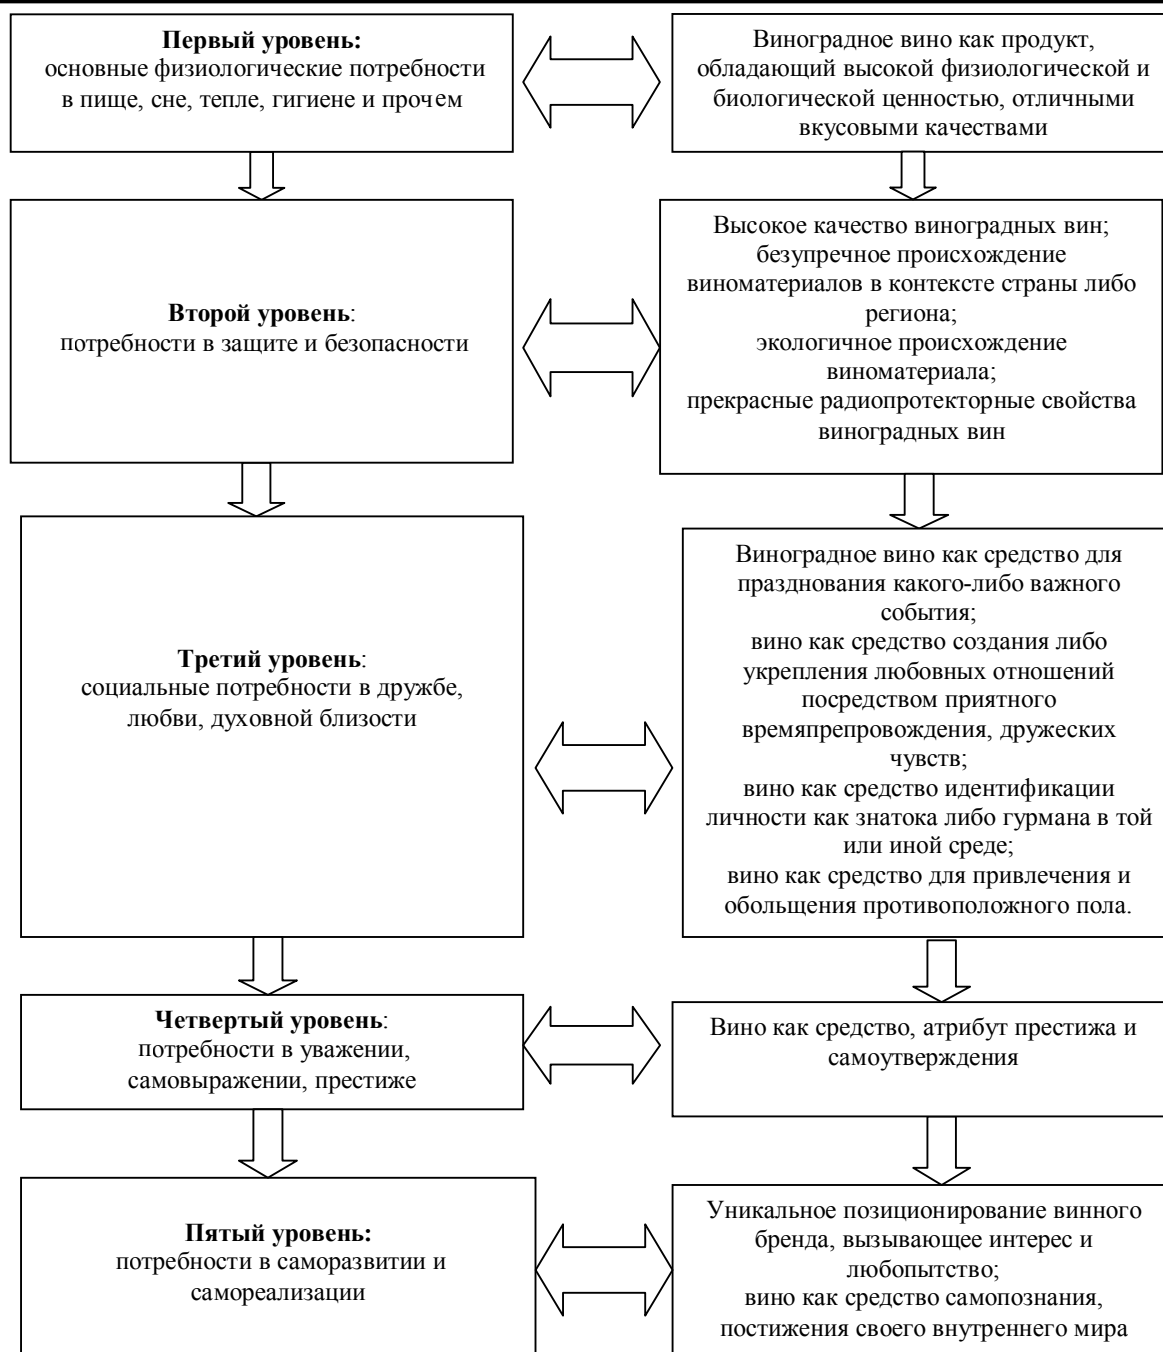 Первый уровень:
основные физиологические потребности
в пище, сне, тепле, гигиене и прочем
Виноградное вино как продукт,
обладающий высокой физиологической и
биологической ценностью, отличными
вкусовыми качествами
Второй уровень:
потребности в защите и безопасности
Высокое качество виноградных вин;
безупречное происхождение
виноматериалов в контексте страны либо
региона;
экологичное происхождение
виноматериала;
прекрасные радиопротекторные свойства
виноградных вин
Третий уровень:
социальные потребности в дружбе,
любви, духовной близости
Виноградное вино как средство для
празднования какого-либо важного
события;
вино как средство создания либо
укрепления любовных отношений
посредством приятного
времяпрепровождения, дружеских
чувств;
вино как средство идентификации
личности как знатока либо гурмана в той
или иной среде;
вино как средство для привлечения и
обольщения противоположного пола.
Четвертый уровень:
потребности в уважении,
самовыражении, престиже
Вино как средство, атрибут престижа и
самоутверждения
Пятый уровень:
потребности в саморазвитии и
самореализации
Уникальное позиционирование винного
бренда, вызывающее интерес и
любопытство;
вино как средство самопознания,
постижения своего внутреннего мира